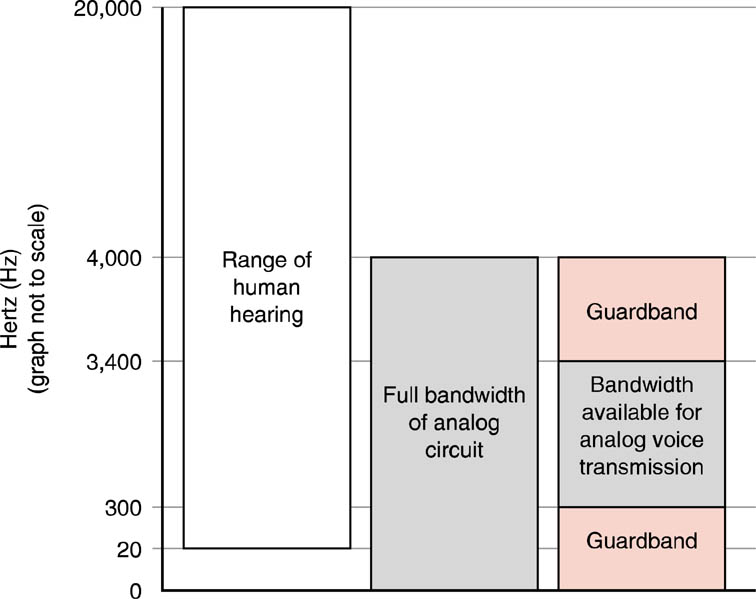 20,000
4,000
3,400
300
20
0
Hertz (Hz)
(graph not to scale)
Range of
human
hearing
Full bandwidth
of analog
circuit
Guardband
Bandwidth
available for
analog voice
transmission
Guardband